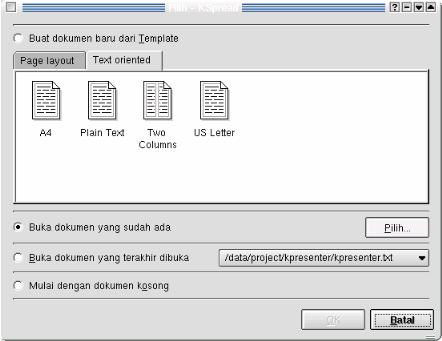 Pilih - KSpread
Buat dokumen baru dari Template
Page layout Text oriented
A4 Plain Text Two Columns US Letter
Buka dokumen yang sudah ada Pilih...
Buka dokumen yang terakhir dibuka /data/project/kpresenter/kpresenter.txt
Mulai dengan dokumen kosong
OK Batal